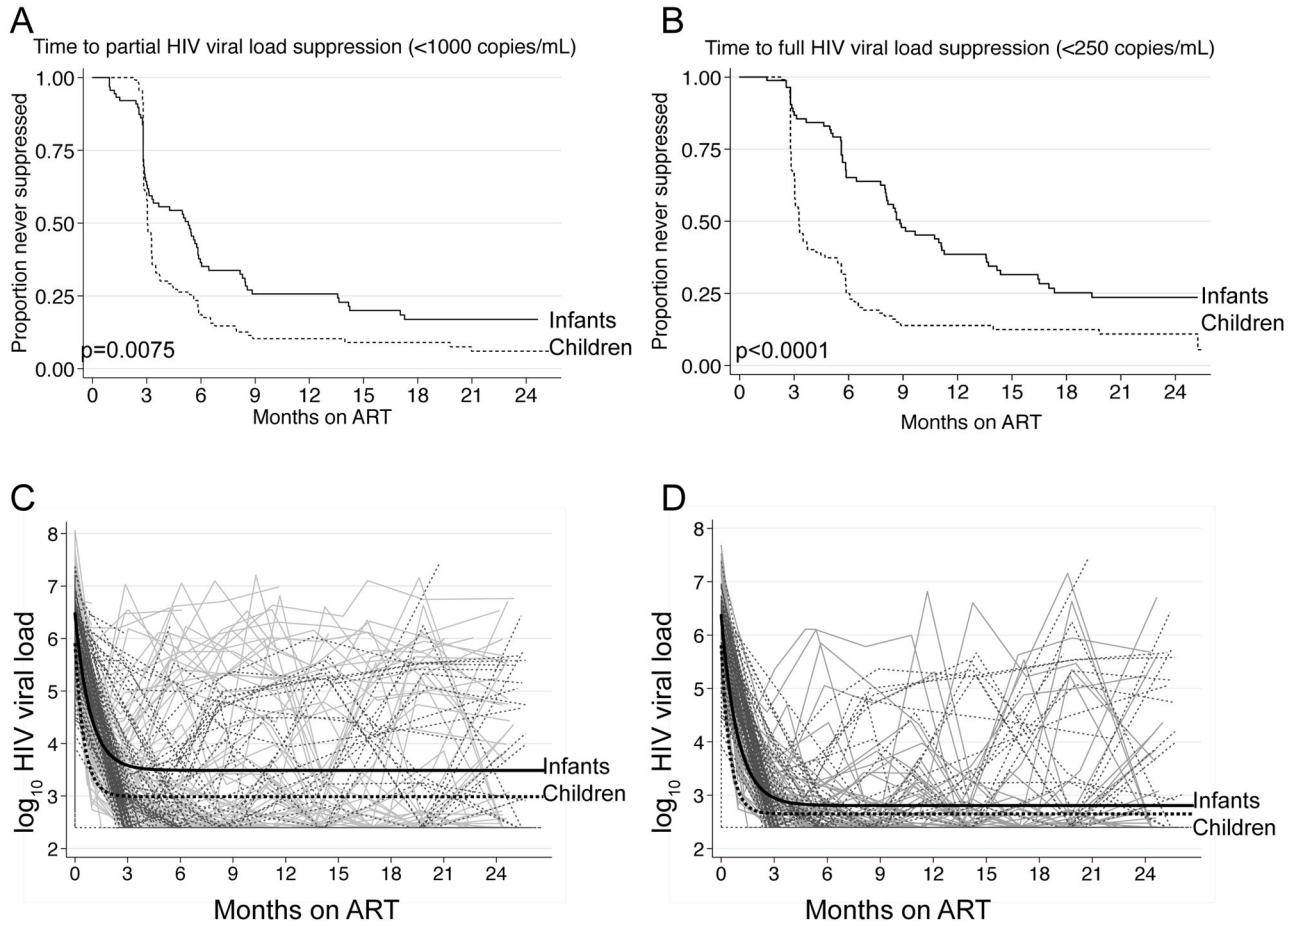 A
Time to partial HIV viral load suppression (<1000 copies/mL)
Proportion never suppressed
1.00
0.75
0.50
0.25
0.00
p=0.0075
Infants
Children
0 3 6 9 12 15 18 21 24
Months on ART
B
Time to full HIV viral load suppression (<250 copies/mL)
Proportion never suppressed
1.00
0.75
0.50
0.25
0.00
p<0.0001
Infants
Children
0 3 6 9 12 15 18 21 24
Months on ART
C
log10 HIV viral load
8
7
6
5
4
3
2
Infants
Children
0 3 6 9 12 15 18 21 24
Months on ART
D
log10 HIV viral load
8
7
6
5
4
3
2
Infants
Children
0 3 6 9 12 15 18 21 24
Months on ART